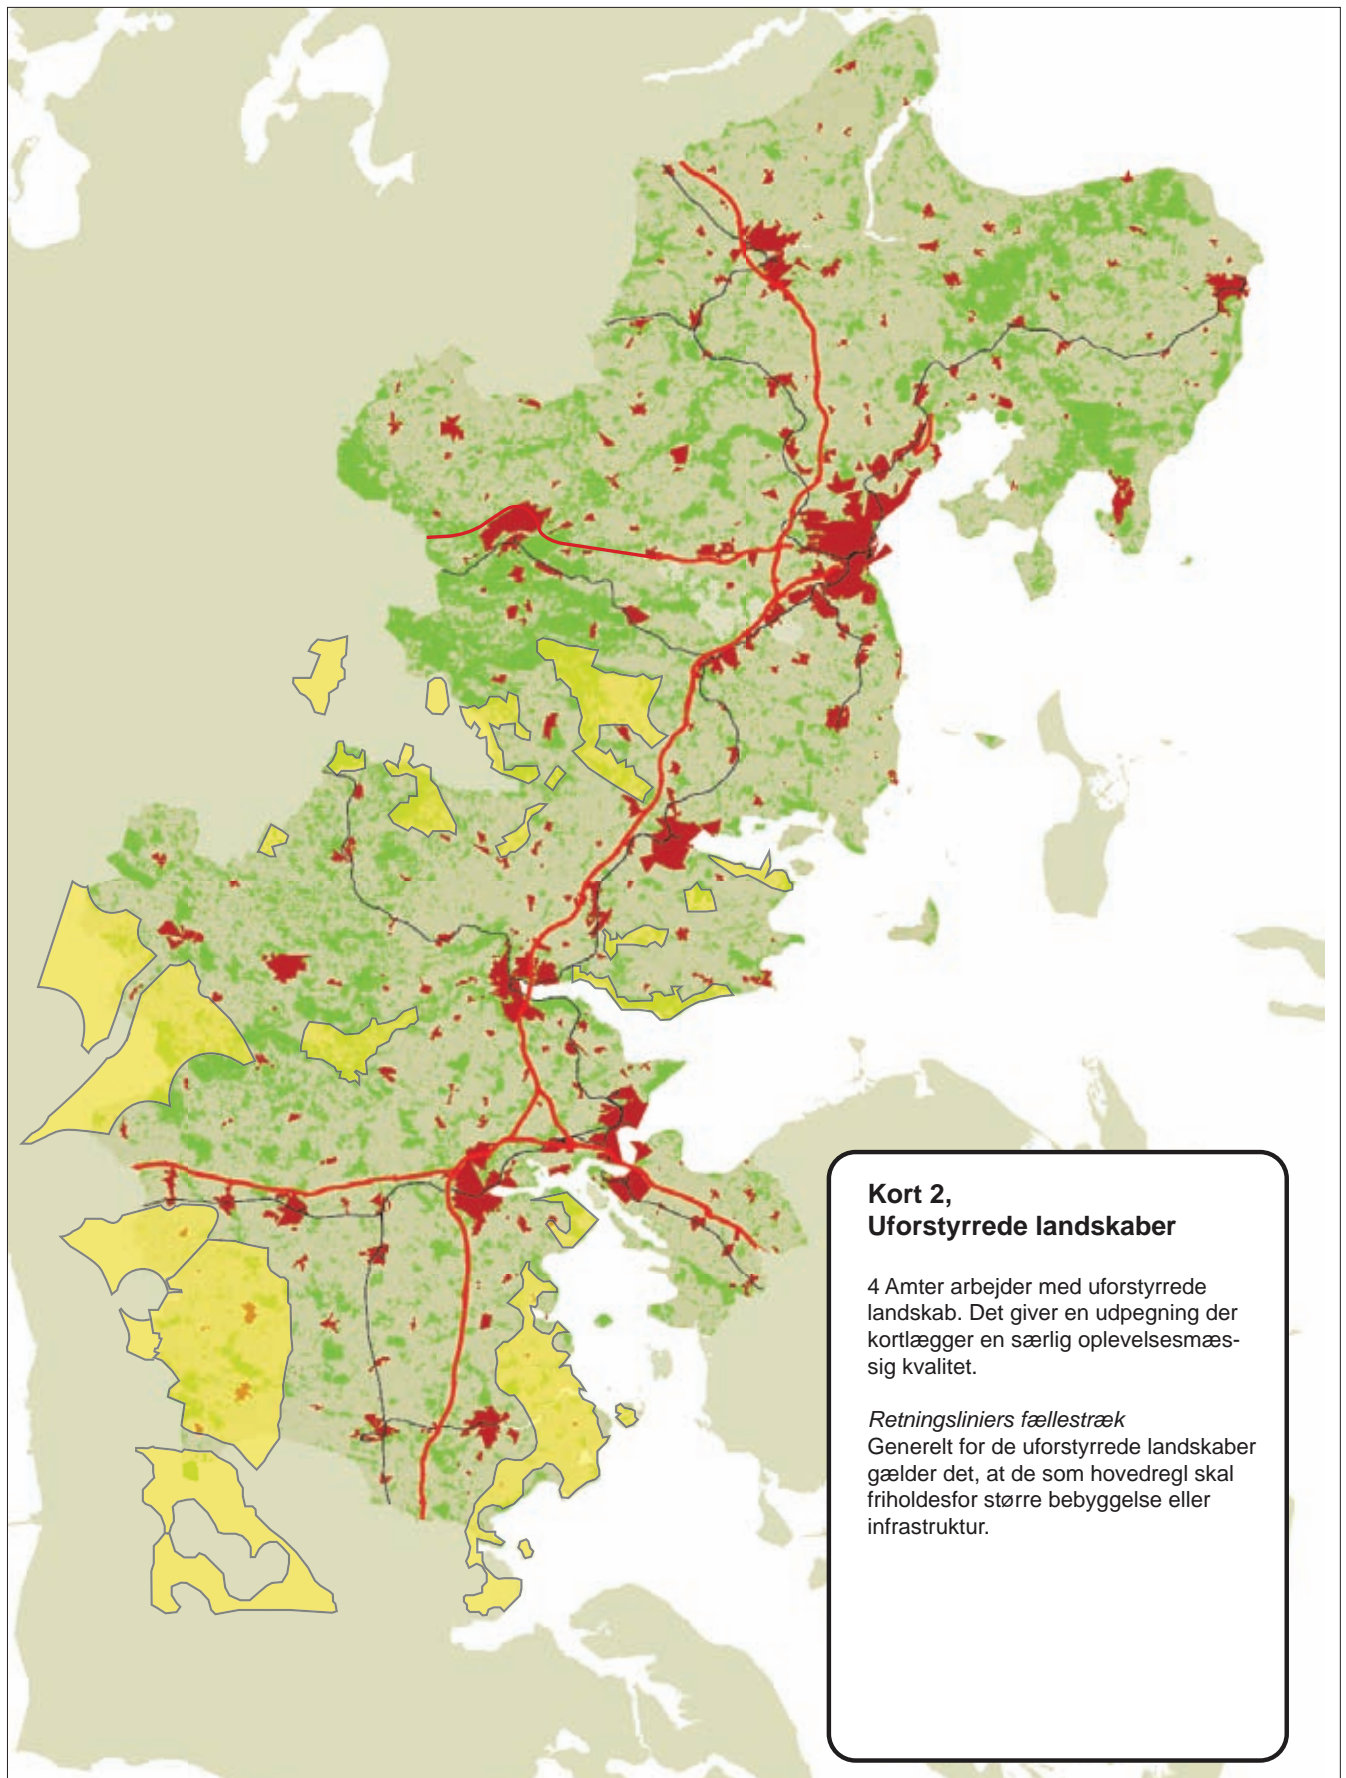 Kort 2,
Uforstyrrede landskaber
4 Amter arbejder med uforstyrrede
landskab. Det giver en udpegning der
kortlægger en særlig oplevelsesmæs-
sig kvalitet.
Retningsliniers fællestræk
Generelt for de uforstyrrede landskaber
gælder det, at de som hovedregl skal
friholdesfor større bebyggelse eller
infrastruktur.